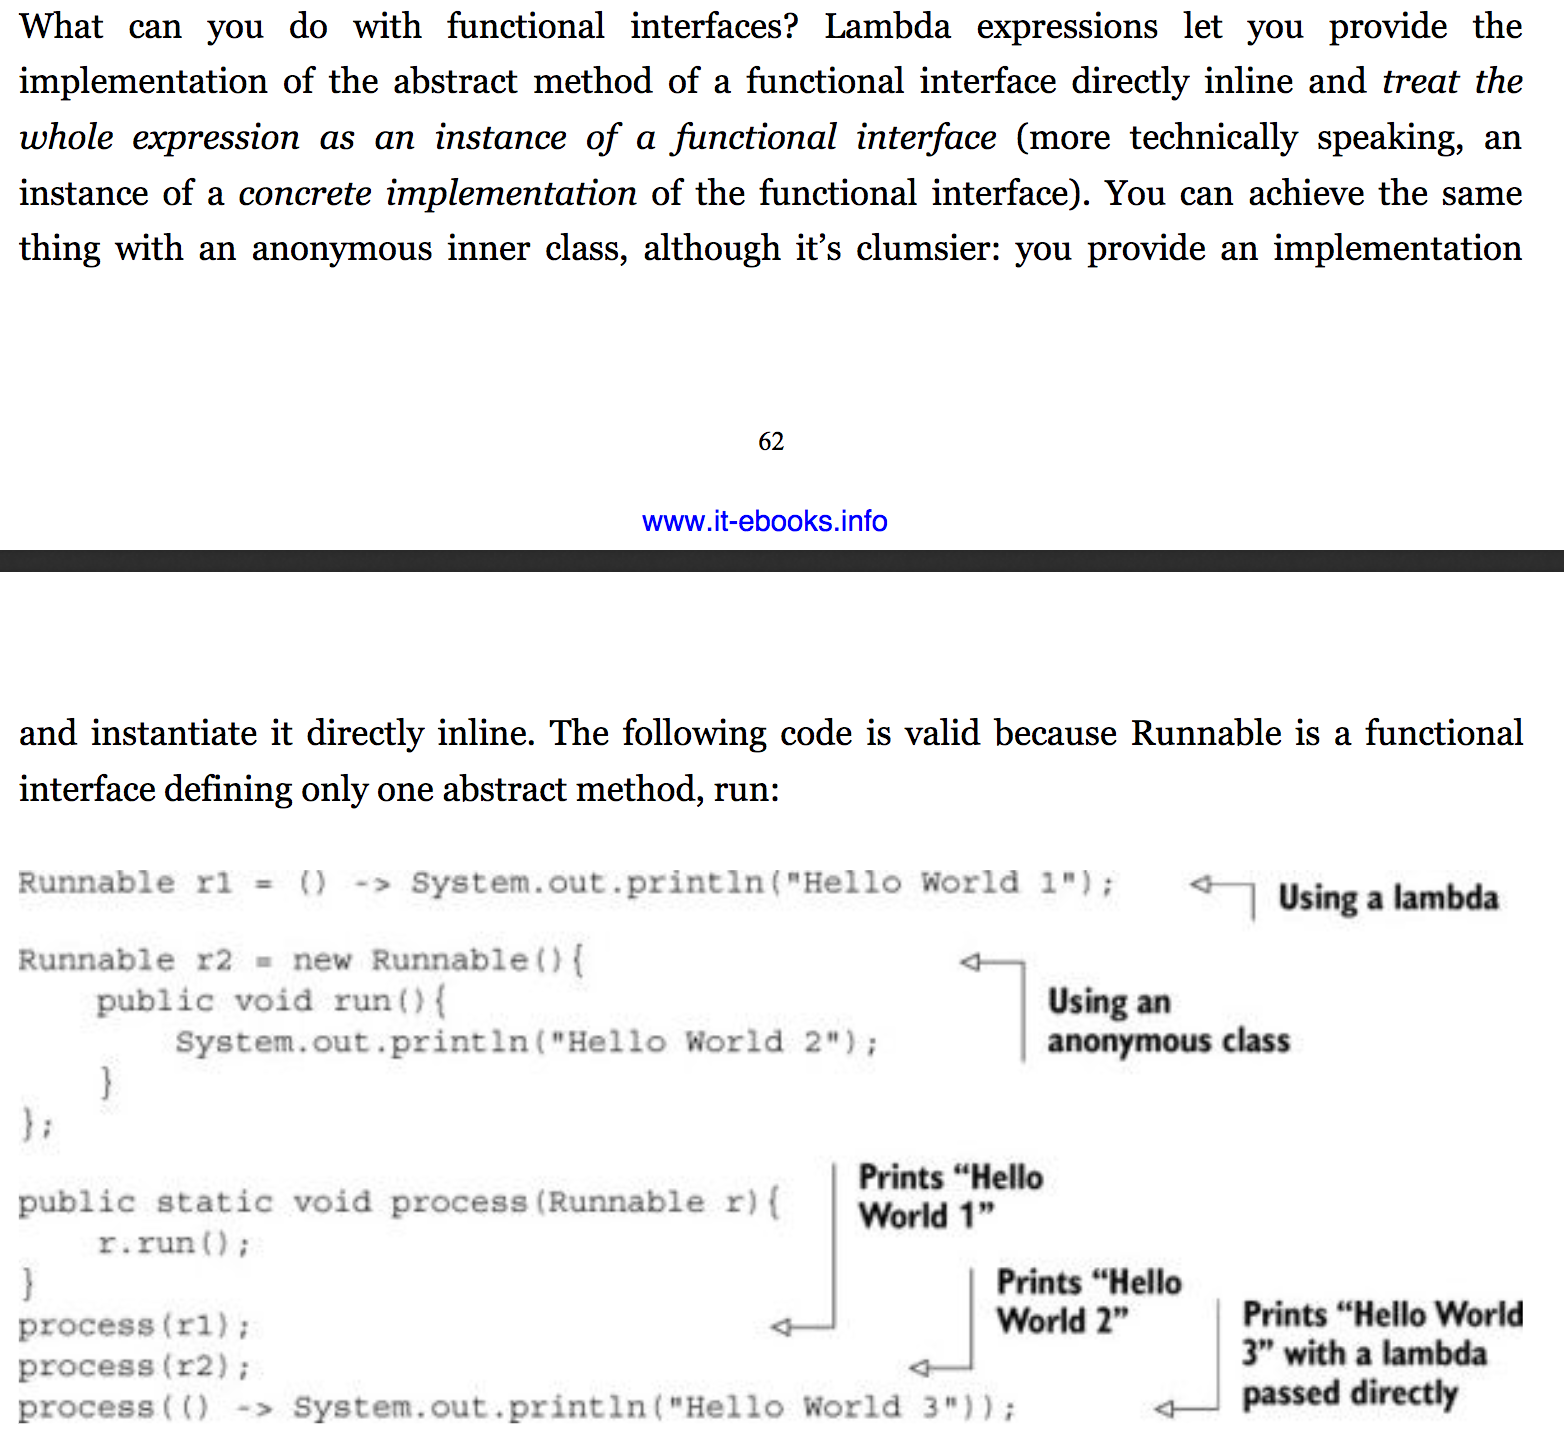 What can you do with functional interfaces? Lambda expressions let you provide the
implementation of the abstract method of a functional interface directly inline and treat the
whole expression as an instance of a functional interface (more technically speaking, an
instance of a concrete implementation of the functional interface). You can achieve the same
thing with an anonymous inner class, although it’s clumsier: you provide an implementation
62
www.it-ebooks.info
and instantiate it directly inline. The following code is valid because Runnable is a functional
interface defining only one abstract method, run:
Runnable r1 = () -> System.out.println("Hello World 1");
Using a lambda
Runnable r2 = new Runnable(){
public void run(){
System.out.println("Hello World 2");
}
};
Using an
anonymous class
public static void process(Runnable r){
r.run();
}
process(r1);
process(r2);
process(() -> System.out.println("Hello World 3"));
Prints “Hello
World 1”
Prints “Hello
World 2”
Prints “Hello World
3” with a lambda
passed directly